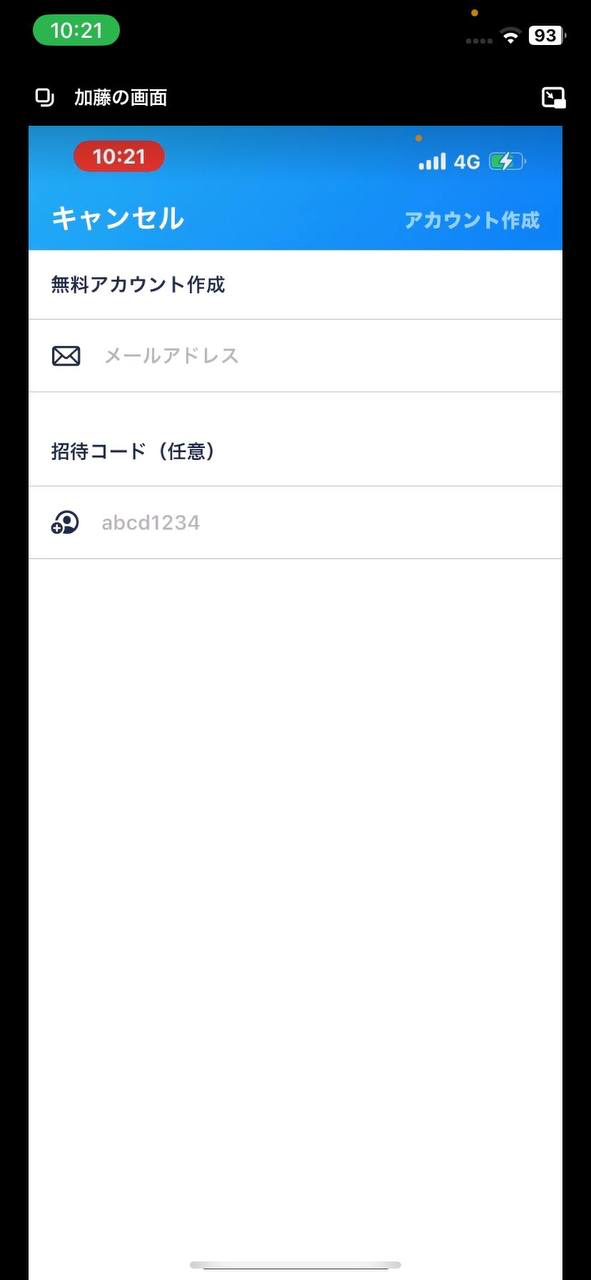 10:21
93
加藤の画面
10:21
4G
キャンセル
アカウント作成
無料アカウント作成
メールアドレス
招待コード（任意）
abcd1234